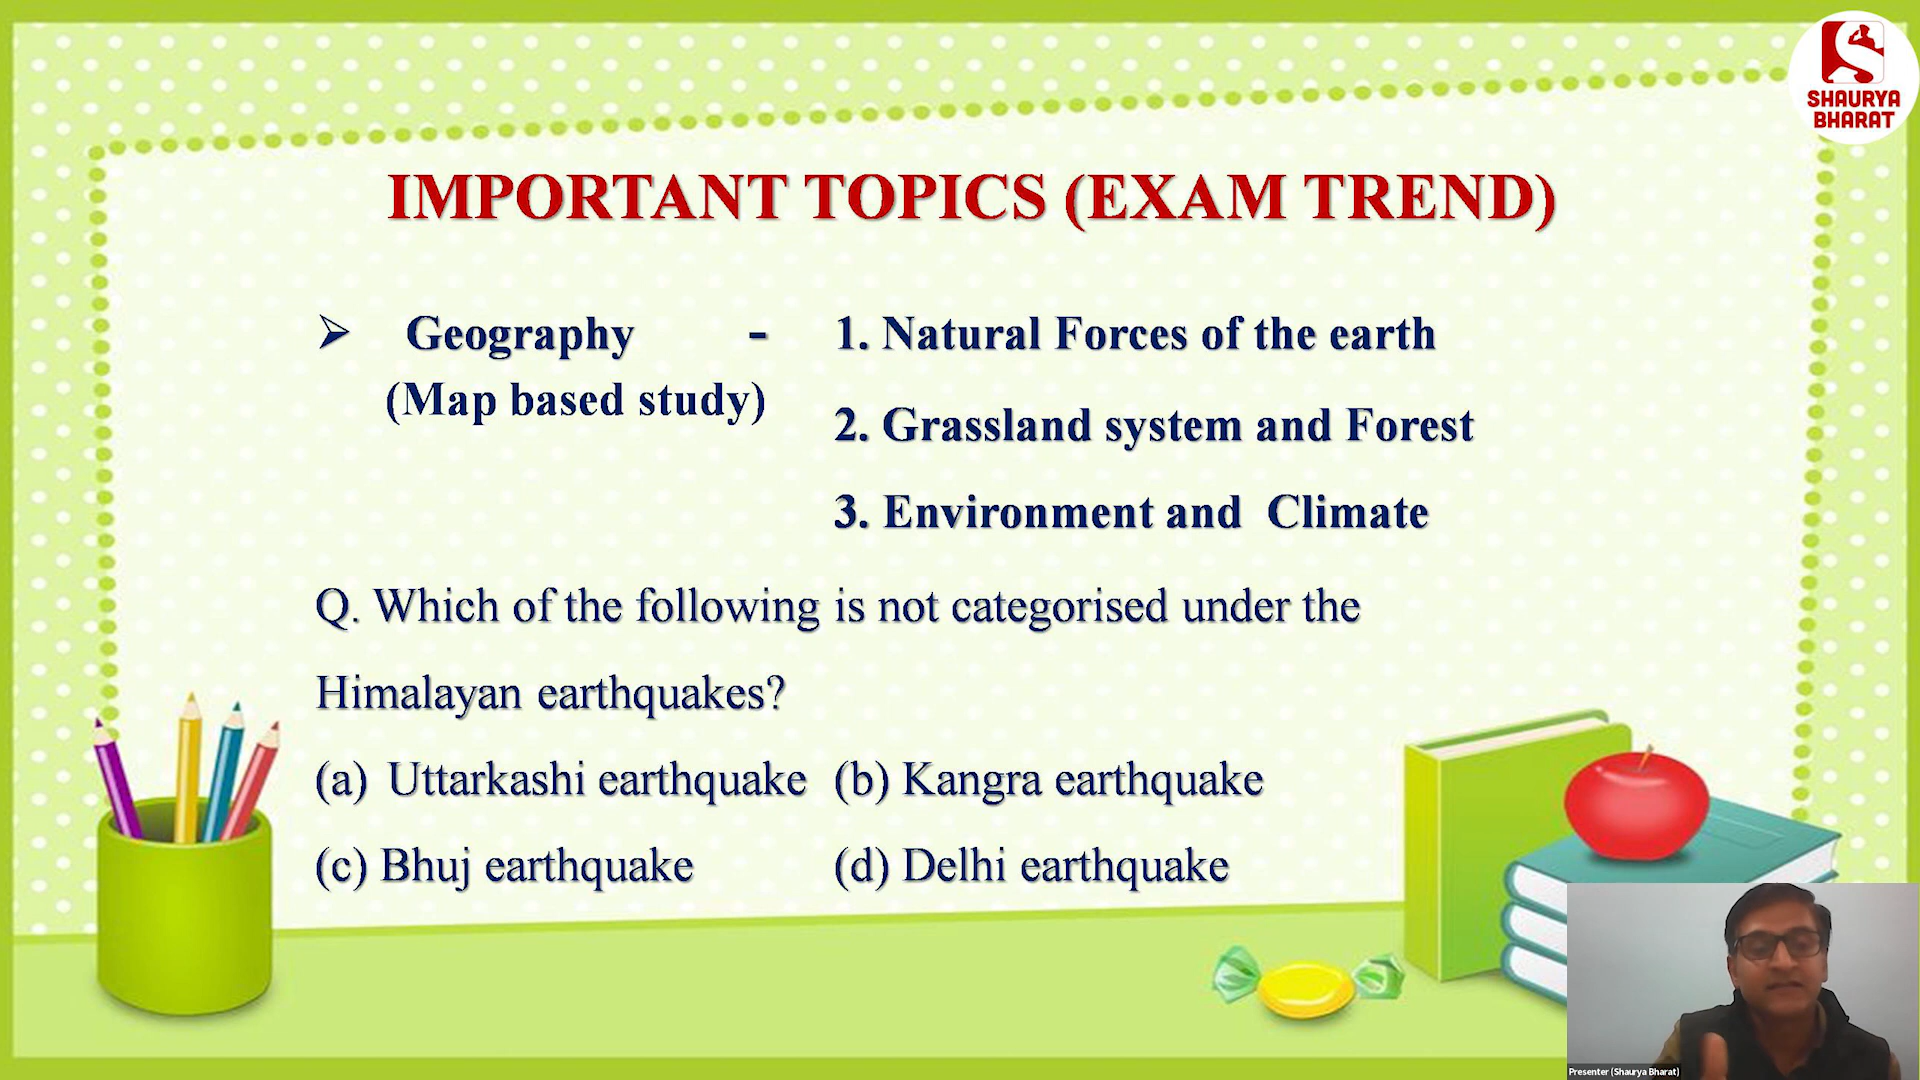 SHAURYA
BHARAT
IMPORTANT TOPICS (EXAM TREND)
➢ Geography - 1. Natural Forces of the earth
(Map based study)
2. Grassland system and Forest
3. Environment and Climate
Q. Which of the following is not categorised under the
Himalayan earthquakes?
(a) Uttarkashi earthquake (b) Kangra earthquake
(c) Bhuj earthquake (d) Delhi earthquake
Presenter (Shaurya Bharat)